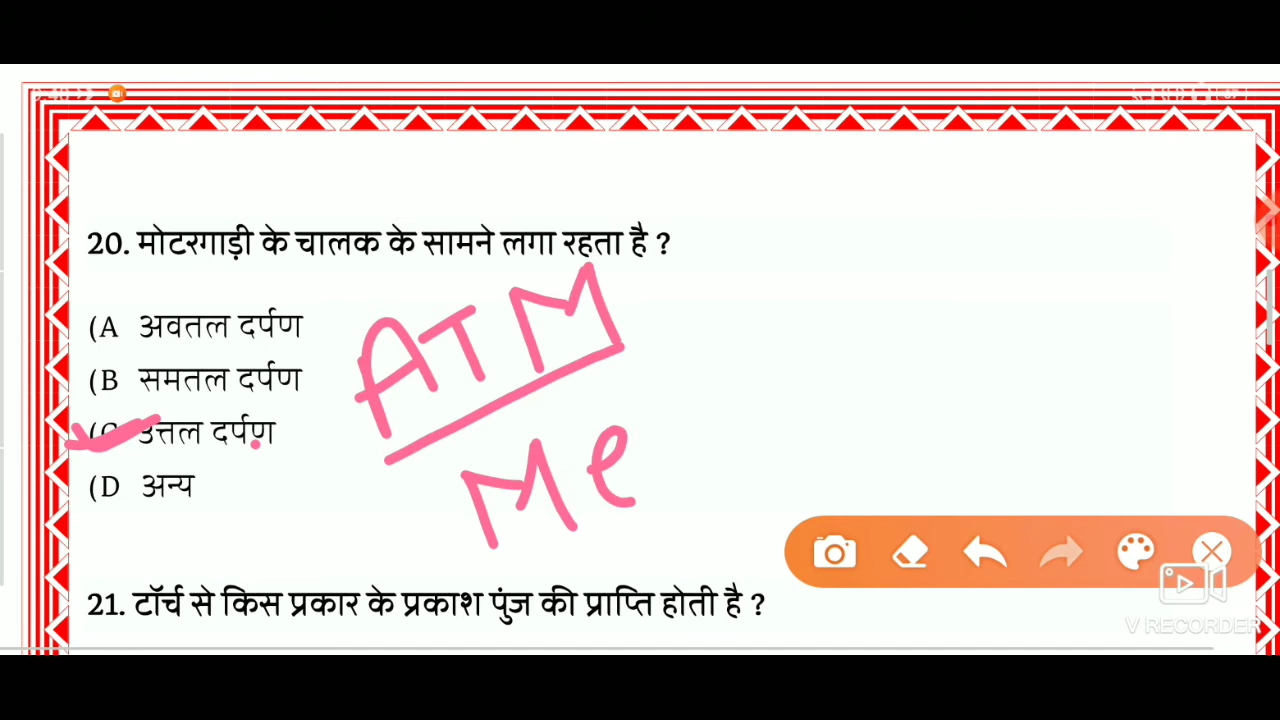 20. मोटरगाड़ी के चालक के सामने लगा रहता है ?
(A अवतल दर्पण
(B समतल दर्पण
(C उत्तल दर्पण
(D अन्य
ATM
Me
21. टॉर्च से किस प्रकार के प्रकाश पुंज की प्राप्ति होती है ?
V RECORDER